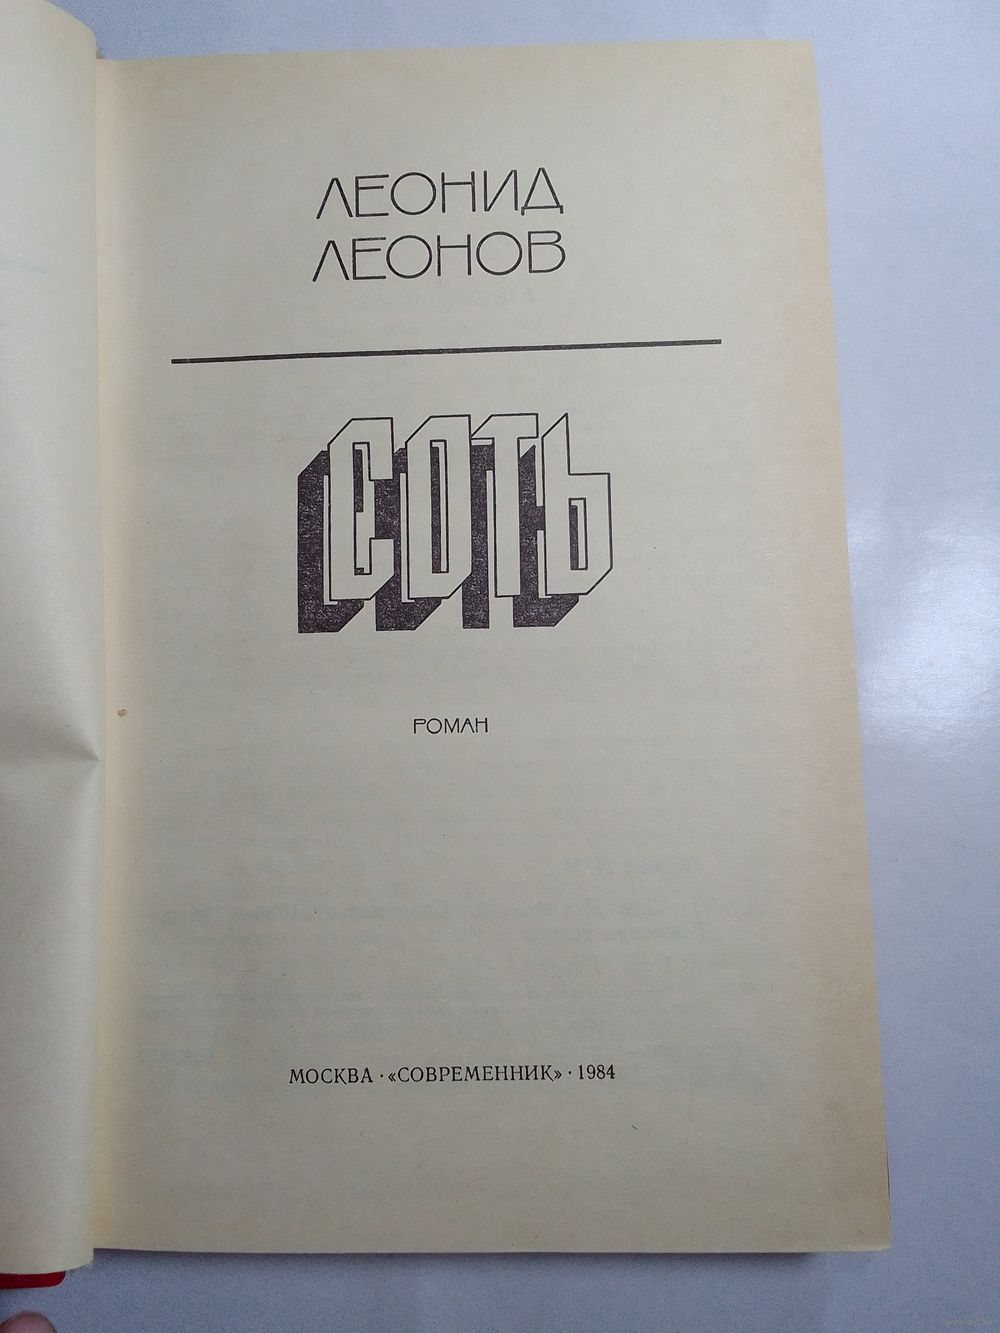 ЛЕОНИД
ЛЕОНОВ
СОТЬ
РОМАН
МОСКВА · «СОВРЕМЕННИК» · 1984